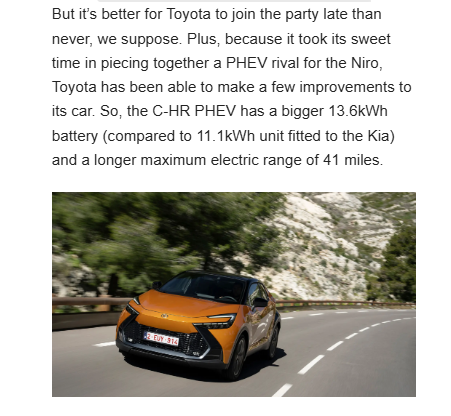 But it’s better for Toyota to join the party late than
never, we suppose. Plus, because it took its sweet
time in piecing together a PHEV rival for the Niro,
Toyota has been able to make a few improvements to
its car. So, the C-HR PHEV has a bigger 13.6kWh
battery (compared to 11.1kWh unit fitted to the Kia)
and a longer maximum electric range of 41 miles.